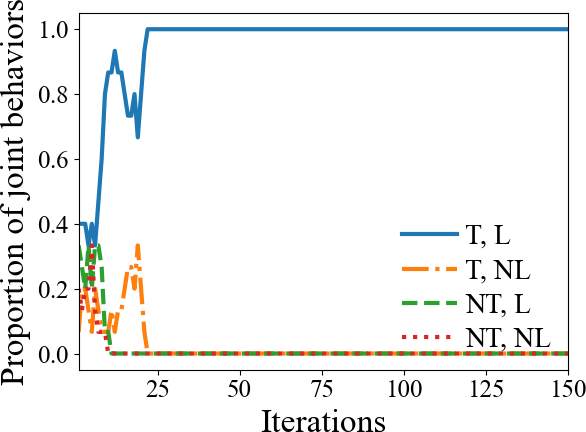 Proportion of joint behaviors
1.0
0.8
0.6
0.4
0.2
0.0
T, L
T, NL
NT, L
NT, NL
25 50 75 100 125 150
Iterations